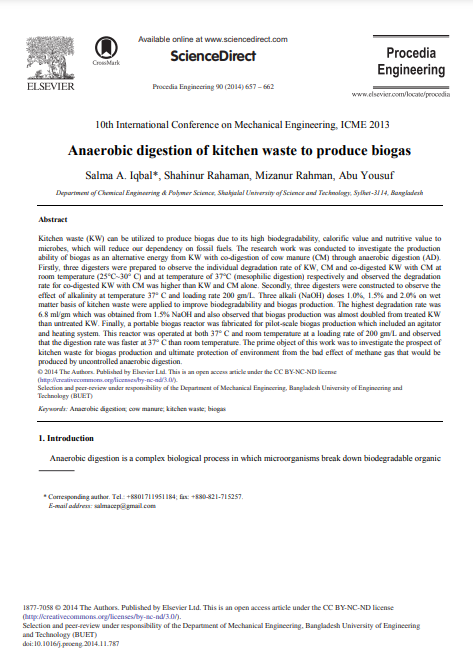 Available online at www.sciencedirect.com
CrossMark
ScienceDirect
Procedia
Engineering
ELSEVIER
Procedia Engineering 90 (2014) 657 – 662
www.elsevier.com/locate/procedia
10th International Conference on Mechanical Engineering, ICME 2013
Anaerobic digestion of kitchen waste to produce biogas
Salma A. Iqbal*, Shahinur Rahaman, Mizanur Rahman, Abu Yousuf
Department of Chemical Engineering & Polymer Science, Shahjalal University of Science and Technology, Sylhet-3114, Bangladesh
Abstract
Kitchen waste (KW) can be utilized to produce biogas due to its high biodegradability, calorific value and nutritive value to
microbes, which will reduce our dependency on fossil fuels. The research work was conducted to investigate the production
ability of biogas as an alternative energy from KW with co-digestion of cow manure (CM) through anaerobic digestion (AD).
Firstly, three digesters were prepared to observe the individual degradation rate of KW, CM and co-digested KW with CM at
room temperature (25°C~30° C) and at temperature of 37°C (mesophilic digestion) respectively and observed the degradation
rate for co-digested KW with CM was higher than KW and CM alone. Secondly, three digesters were constructed to observe the
effect of alkalinity at temperature 37° C and loading rate 200 gm/L. Three alkali (NaOH) doses 1.0%, 1.5% and 2.0% on wet
matter basis of kitchen waste were applied to improve biodegradability and biogas production. The highest degradation rate was
6.8 ml/gm which was obtained from 1.5% NaOH and also observed that biogas production was almost doubled from treated KW
than untreated KW. Finally, a portable biogas reactor was fabricated for pilot-scale biogas production which included an agitator
and heating system. This reactor was operated at both 37° C and room temperature at a loading rate of 200 gm/L and observed
that the digestion rate was faster at 37° C than room temperature. The prime object of this work was to investigate the prospect of
kitchen waste for biogas production and ultimate protection of environment from the bad effect of methane gas that would be
produced by uncontrolled anaerobic digestion.
© 2014 The Authors. Published by Elsevier Ltd. This is an open access article under the CC BY-NC-ND license
(http://creativecommons.org/licenses/by-nc-nd/3.0/).
Selection and peer-review under responsibility of the Department of Mechanical Engineering, Bangladesh University of Engineering and
Technology (BUET)
Keywords: Anaerobic digestion; cow manure; kitchen waste; biogas
1. Introduction
Anaerobic digestion is a complex biological process in which microorganisms break down biodegradable organic
* Corresponding author. Tel.: +8801711951184; fax: +880-821-715257.
E-mail address: salmacep@gmail.com
1877-7058 © 2014 The Authors. Published by Elsevier Ltd. This is an open access article under the CC BY-NC-ND license
(http://creativecommons.org/licenses/by-nc-nd/3.0/).
Selection and peer-review under responsibility of the Department of Mechanical Engineering, Bangladesh University of Engineering
and Technology (BUET)
doi:10.1016/j.proeng.2014.11.787